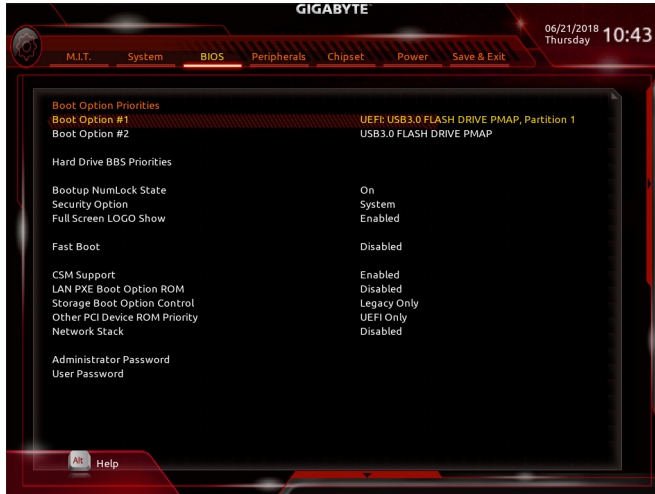 GIGABYTE™
06/21/2018 10:43
Thursday
M.I.T. System BIOS Peripherals Chipset Power Save & Exit
Boot Option Priorities
Boot Option #1 UEFI: USB3.0 FLASH DRIVE PMAP, Partition 1
Boot Option #2 USB3.0 FLASH DRIVE PMAP
Hard Drive BBS Priorities
Bootup NumLock State On
Security Option System
Full Screen LOGO Show Enabled
Fast Boot Disabled
CSM Support Enabled
LAN PXE Boot Option ROM Disabled
Storage Boot Option Control Legacy Only
Other PCI Device ROM Priority UEFI Only
Network Stack Disabled
Administrator Password
User Password
Alt Help